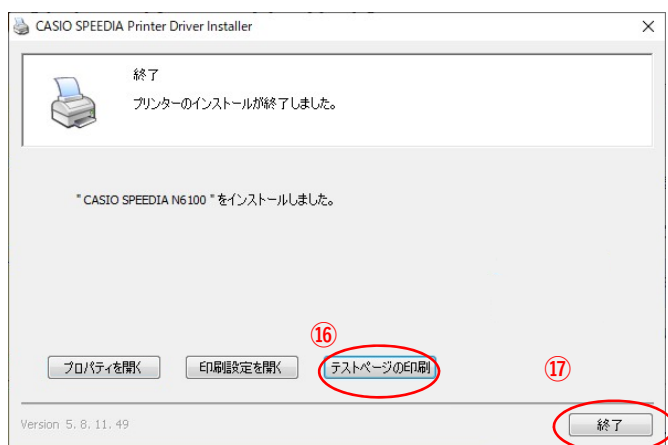 CASIO SPEEDIA Printer Driver Installer
終了
プリンターのインストールが終了しました。
" CASIO SPEEDIA N6100 " をインストールしました。
⑯
プロパティを開く 印刷設定を開く テストページの印刷
⑰
Version 5. 8. 11. 49
終了